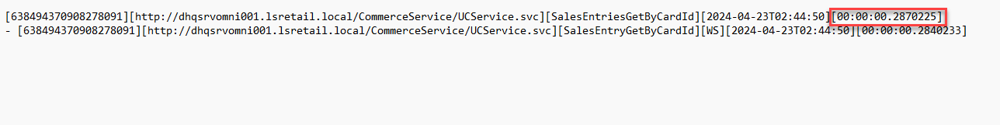 [638494370908278091][http://dhqsrvomni001.lsretail.local/CommerceService/UCService.svc][SalesEntriesGetByCardId][2024-04-23T02:44:50][00:00:00.2870225]
- [638494370908278091][http://dhqsrvomni001.lsretail.local/CommerceService/UCService.svc][SalesEntryGetByCardId][WS][2024-04-23T02:44:50][00:00:00.2840233]